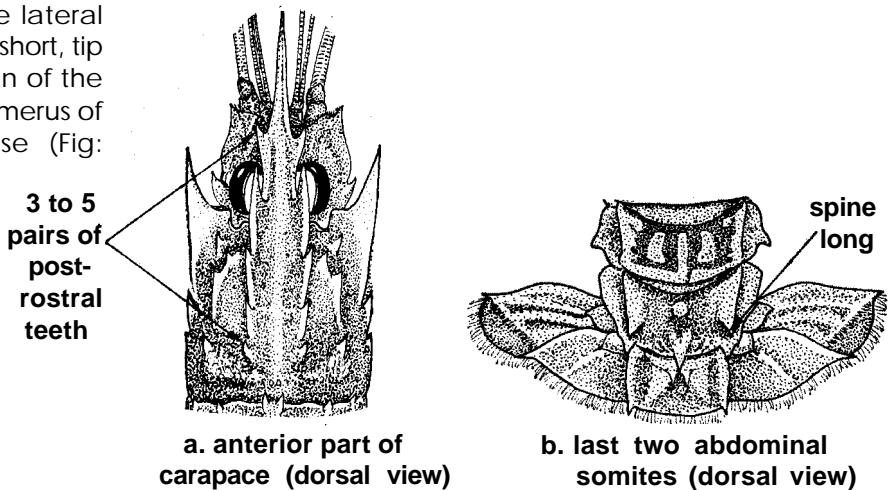 e lateral
short, tip
n of the
merus of
se (Fig:
3 to 5
pairs of
post-
rostral
teeth
spine
long
a. anterior part of
carapace (dorsal view)
b. last two abdominal
somites (dorsal view)